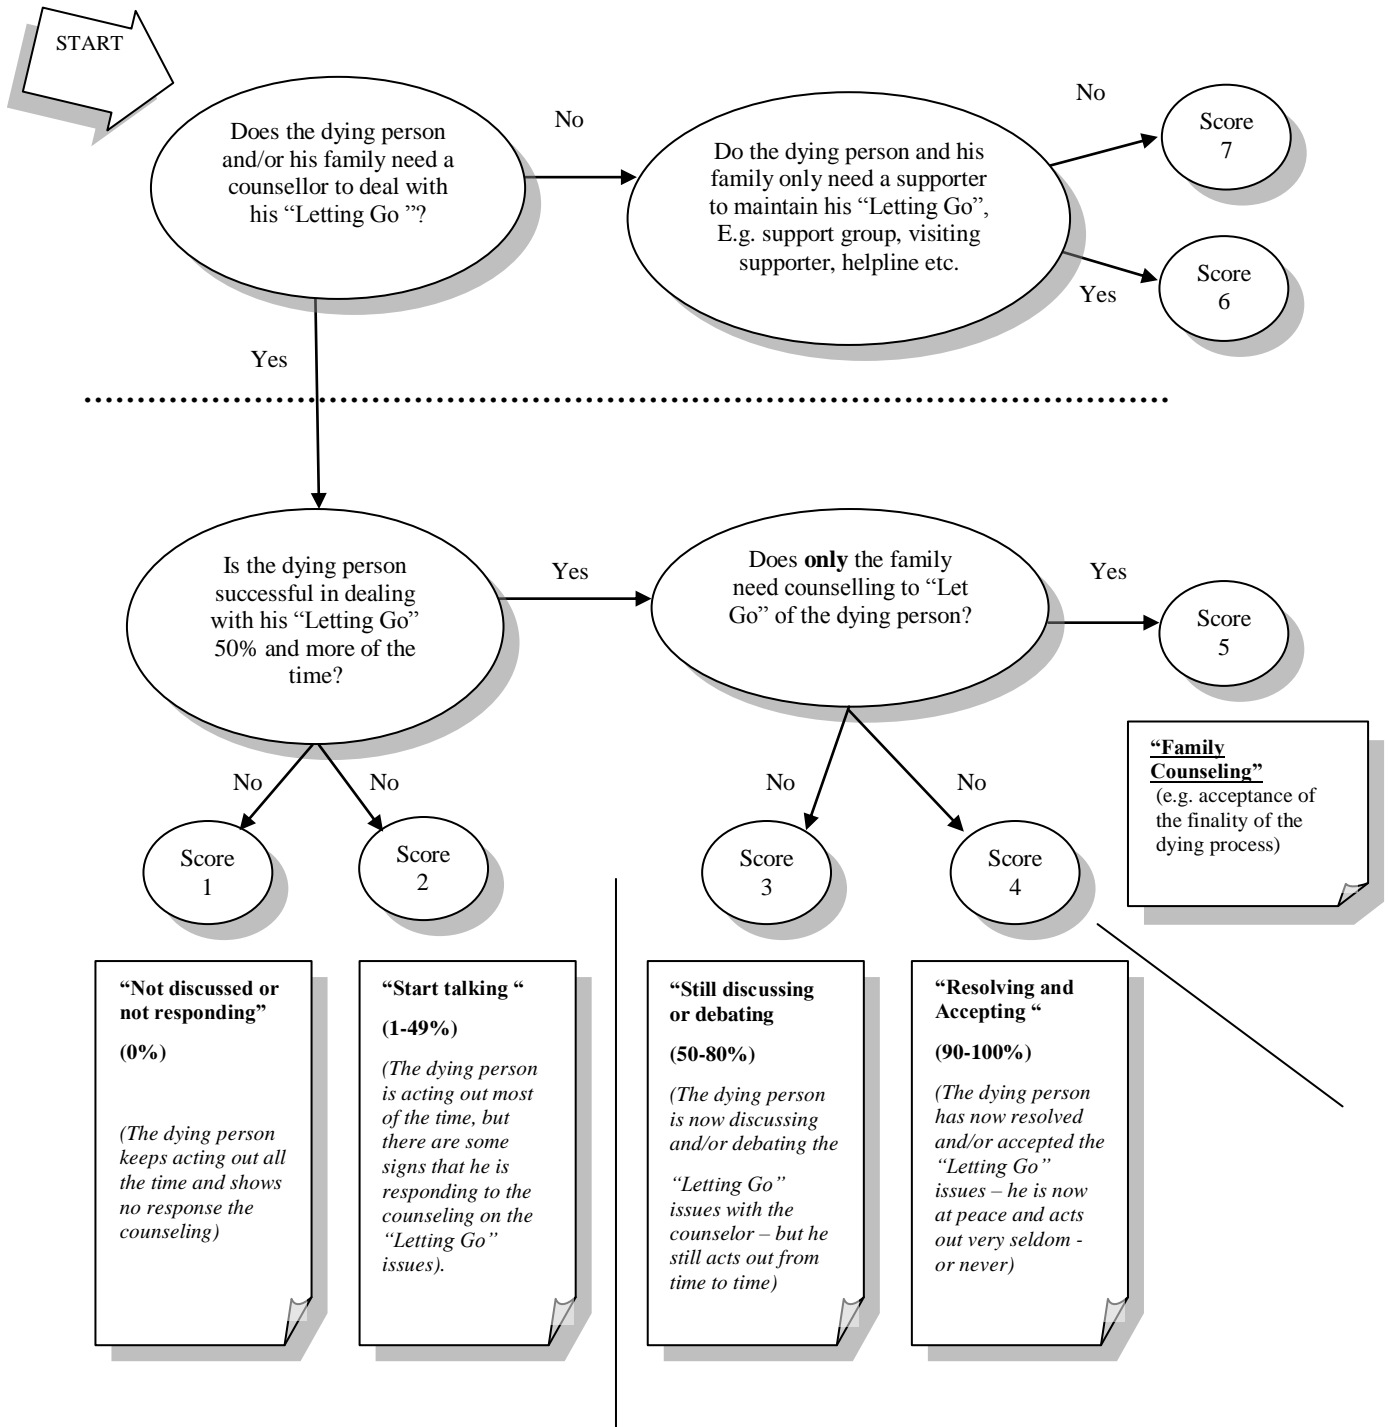 START
Does the dying person
and/or his family need a
counsellor to deal with
his “Letting Go ”?
No
Do the dying person and his
family only need a supporter
to maintain his “Letting Go”,
E.g. support group, visiting
supporter, helpline etc.
No
Score
7
Yes
Score
6
Yes
Is the dying person
successful in dealing
with his “Letting Go”
50% and more of the
time?
Yes
Does only the family
need counselling to “Let
Go” of the dying person?
Yes
Score
5
“Family
Counseling”
(e.g. acceptance of
the finality of the
dying process)
No
No
No
No
Score
1
Score
2
Score
3
Score
4
“Not discussed or
not responding”
(0%)
(The dying person
keeps acting out all
the time and shows
no response the
counseling)
“Start talking “
(1-49%)
(The dying person
is acting out most
of the time, but
there are some
signs that he is
responding to the
counseling on the
“Letting Go”
issues).
“Still discussing
or debating
(50-80%)
(The dying person
is now discussing
and/or debating the
“Letting Go”
issues with the
counselor – but he
still acts out from
time to time)
“Resolving and
Accepting “
(90-100%)
(The dying person
has now resolved
and/or accepted the
“Letting Go”
issues – he is now
at peace and acts
out very seldom -
or never)